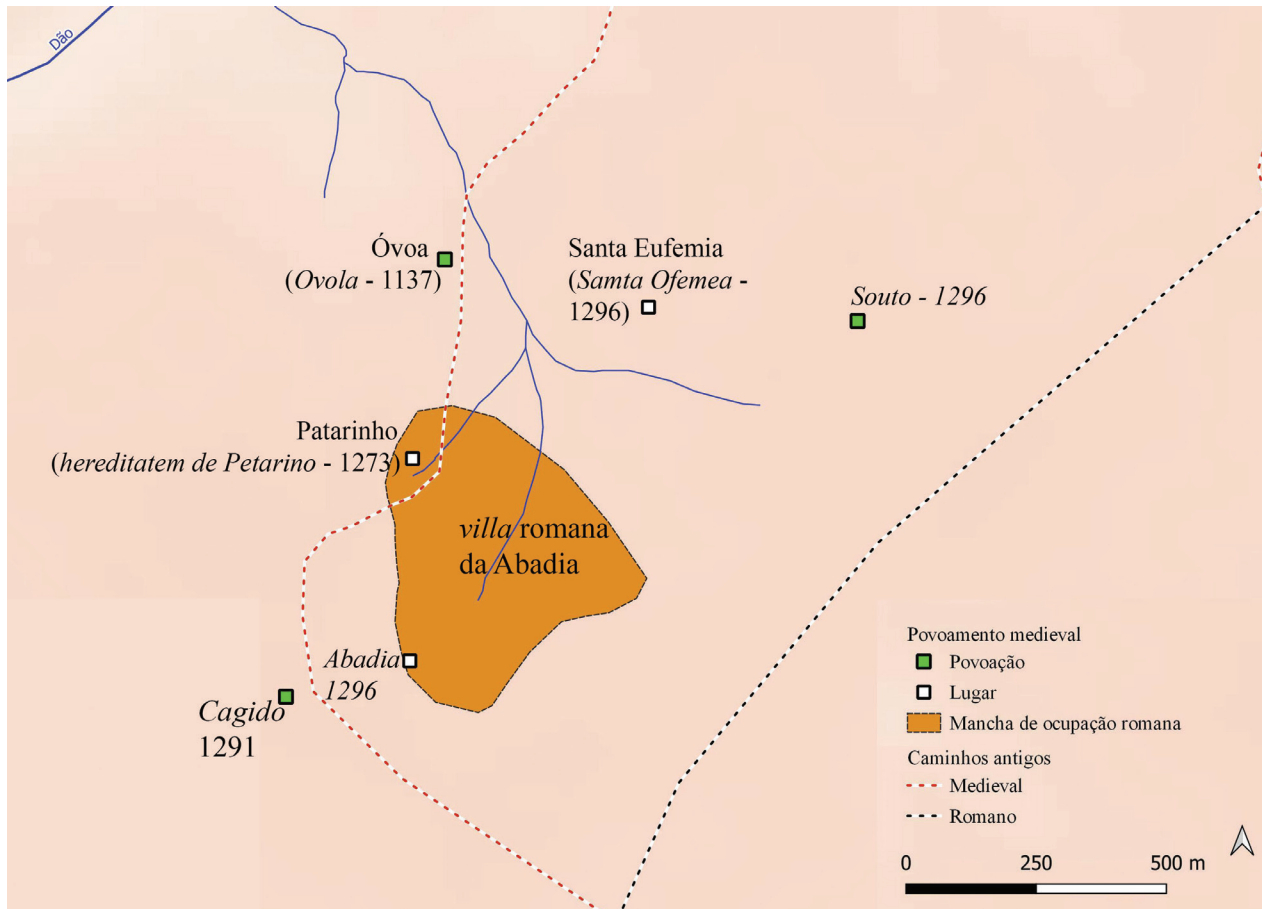 Dão
Óvoa
(Ovola - 1137)
Santa Eufemia
(Samta Ofemea -
1296)
Souto - 1296
Patarinho
(hereditatem de Petarino - 1273)
villa romana
da Abadia
Abadia
1296
Cagido
1291
Povoamento medieval
Povoação
Lugar
Mancha de ocupação romana
Caminhos antigos
Medieval
Romano
0 250 500 m